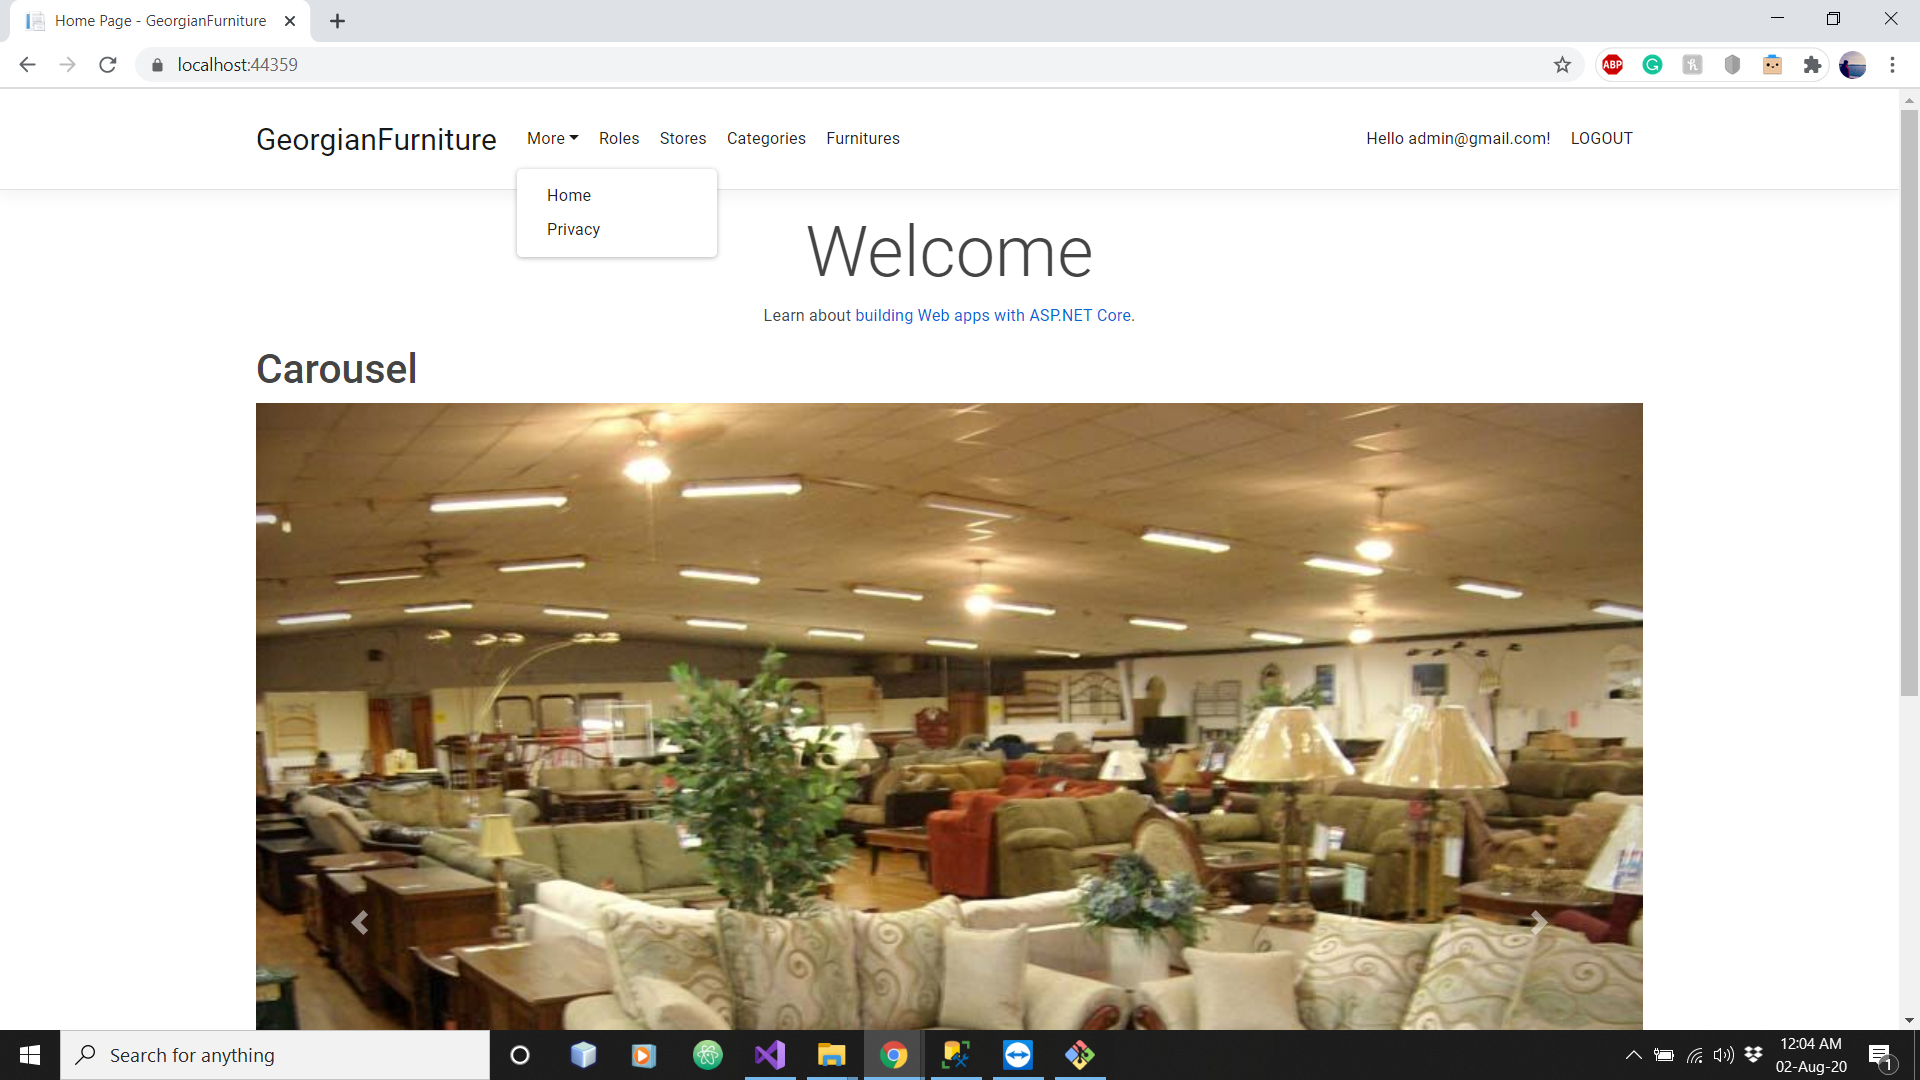 Home Page - GeorgianFurniture
localhost:44359
ABP
GeorgianFurniture More Roles Stores Categories Furnitures Hello admin@gmail.com! LOGOUT
Home
Privacy
Welcome
Learn about building Web apps with ASP.NET Core.
Carousel
Search for anything
12:04 AM
02-Aug-20
1